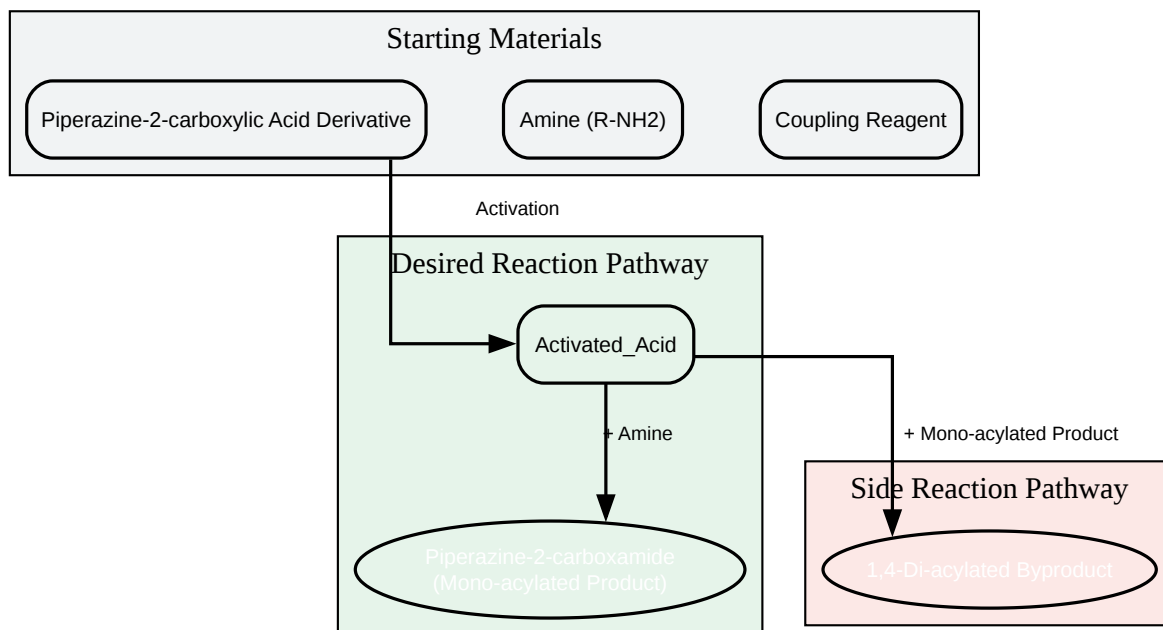 Starting Materials
Piperazine-2-carboxylic Acid Derivative
Amine (R-NH2)
Coupling Reagent
Activation
Desired Reaction Pathway
Activated_Acid
+ Amine
+ Mono-acylated Product
Side Reaction Pathway
Piperazine-2-carboxamide
(Mono-acylated Product)
1,4-Di-acylated Byproduct